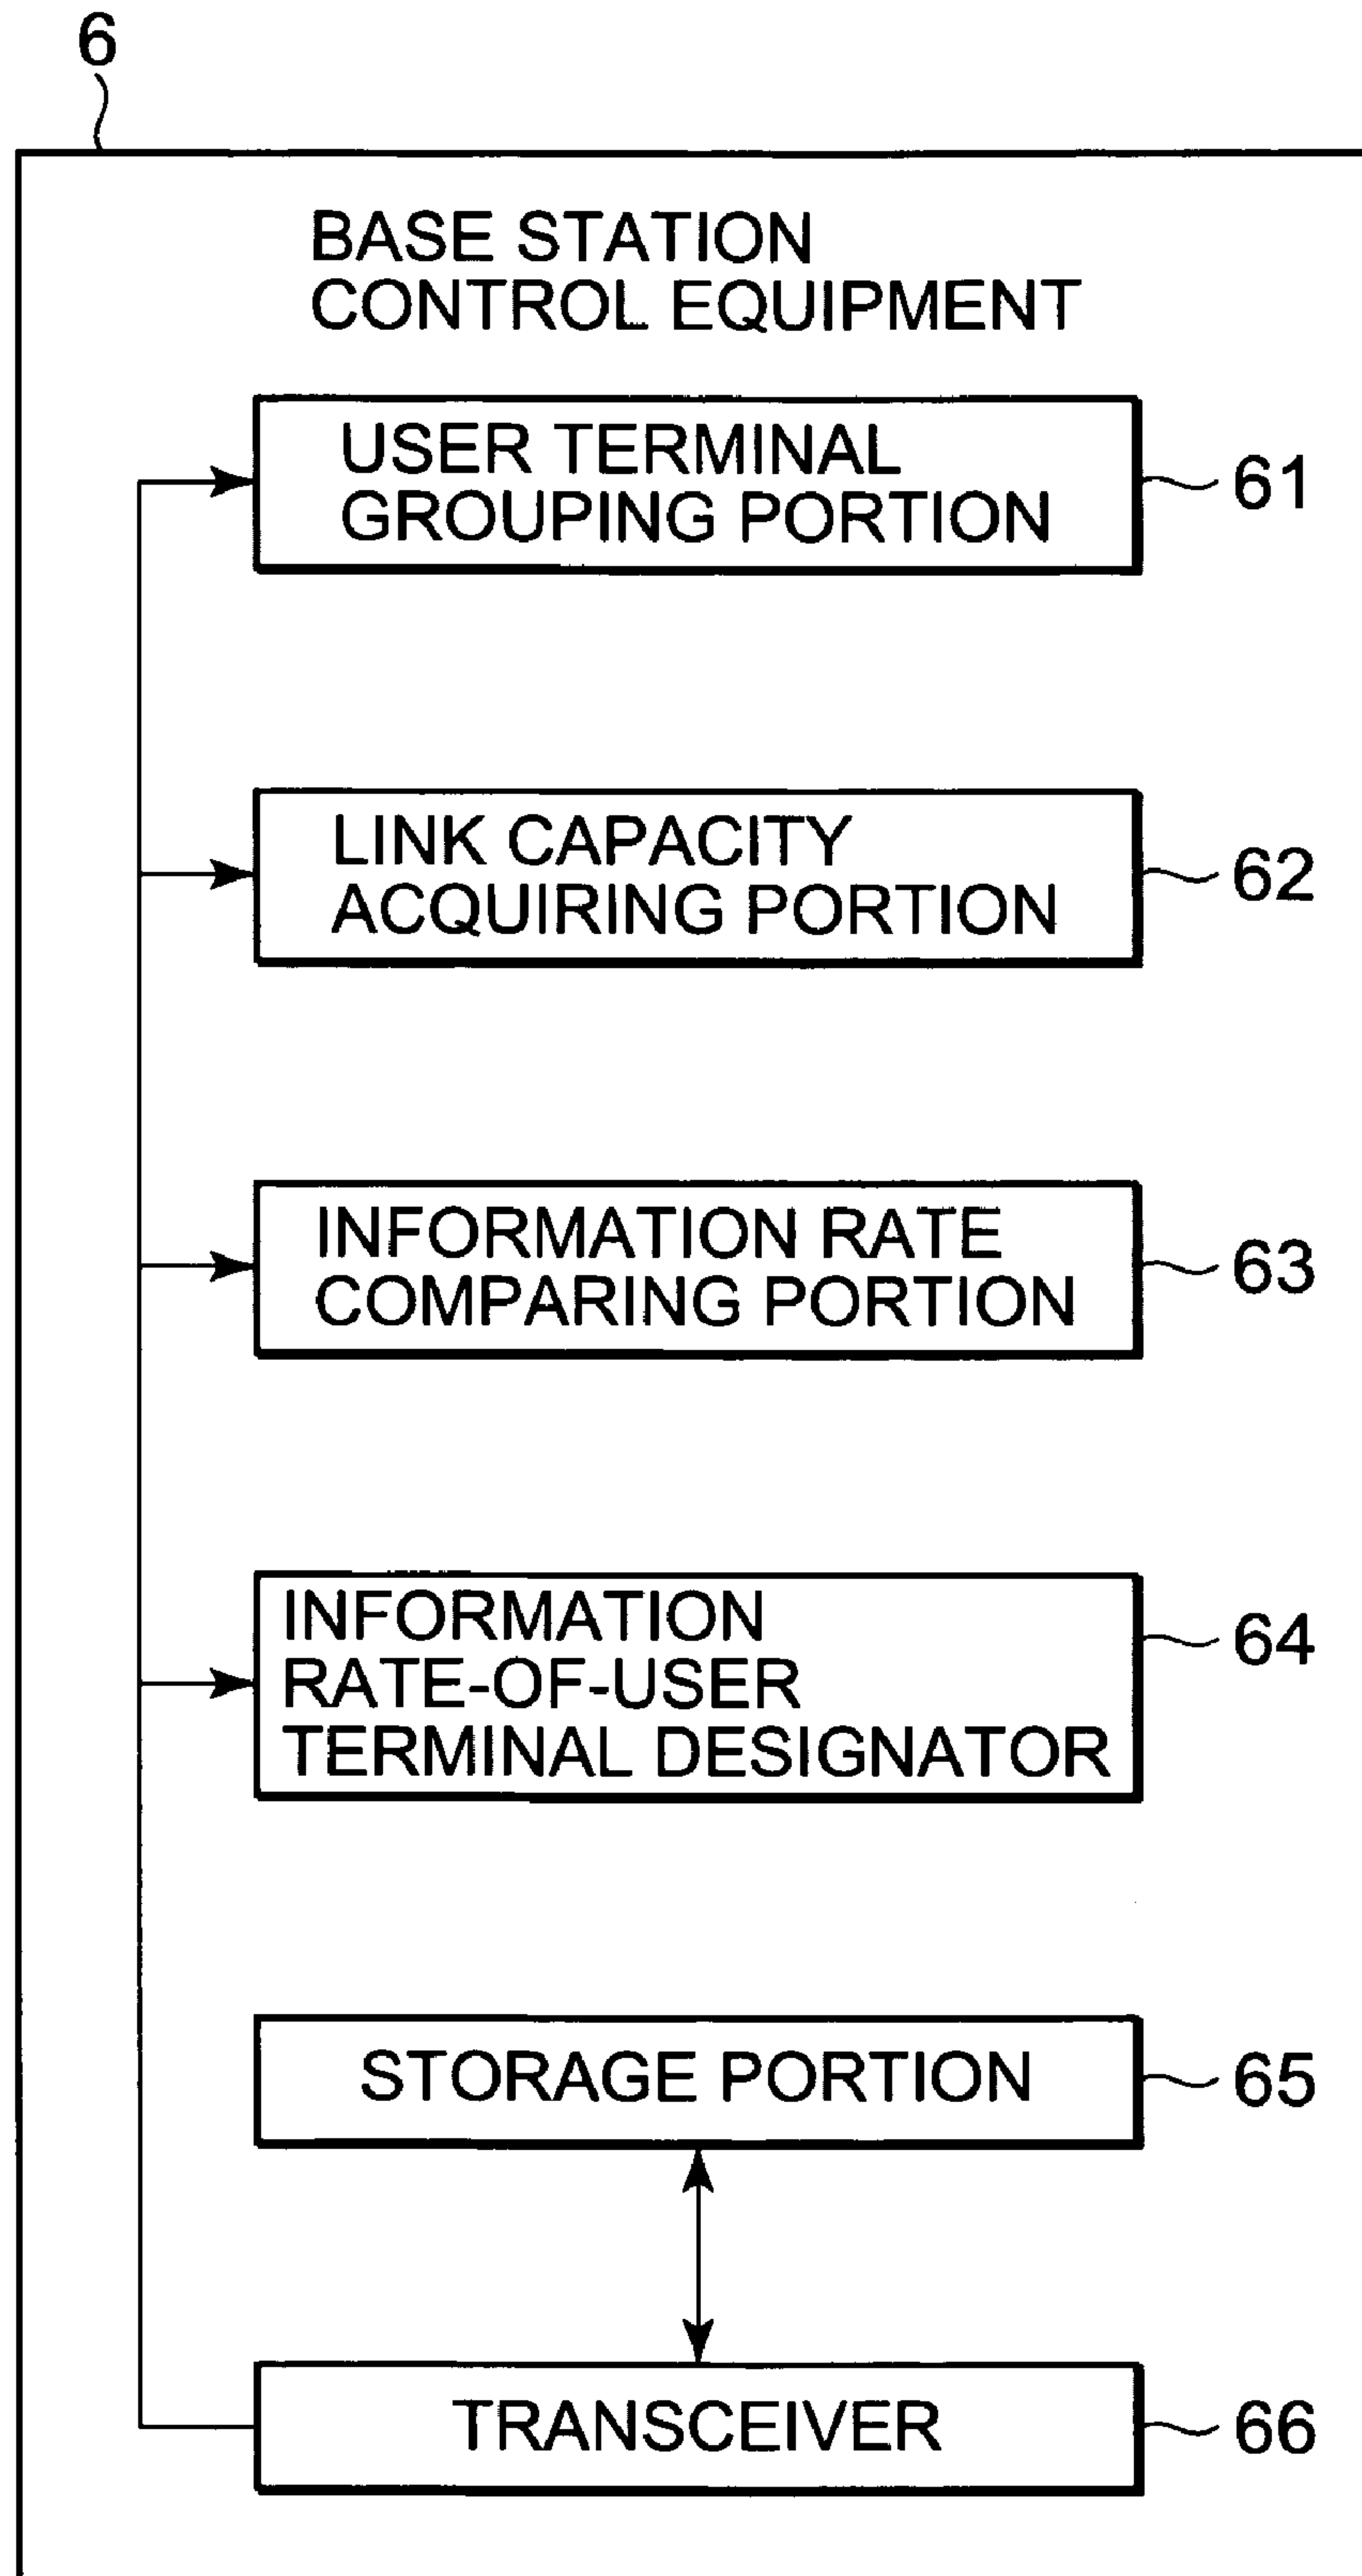 6
BASE STATION
CONTROL EQUIPMENT
USER TERMINAL
GROUPING PORTION
61
LINK CAPACITY
ACQUIRING PORTION
62
INFORMATION RATE
COMPARING PORTION
63
INFORMATION
RATE-OF-USER
TERMINAL DESIGNATOR
64
STORAGE PORTION
65
TRANSCEIVER
66